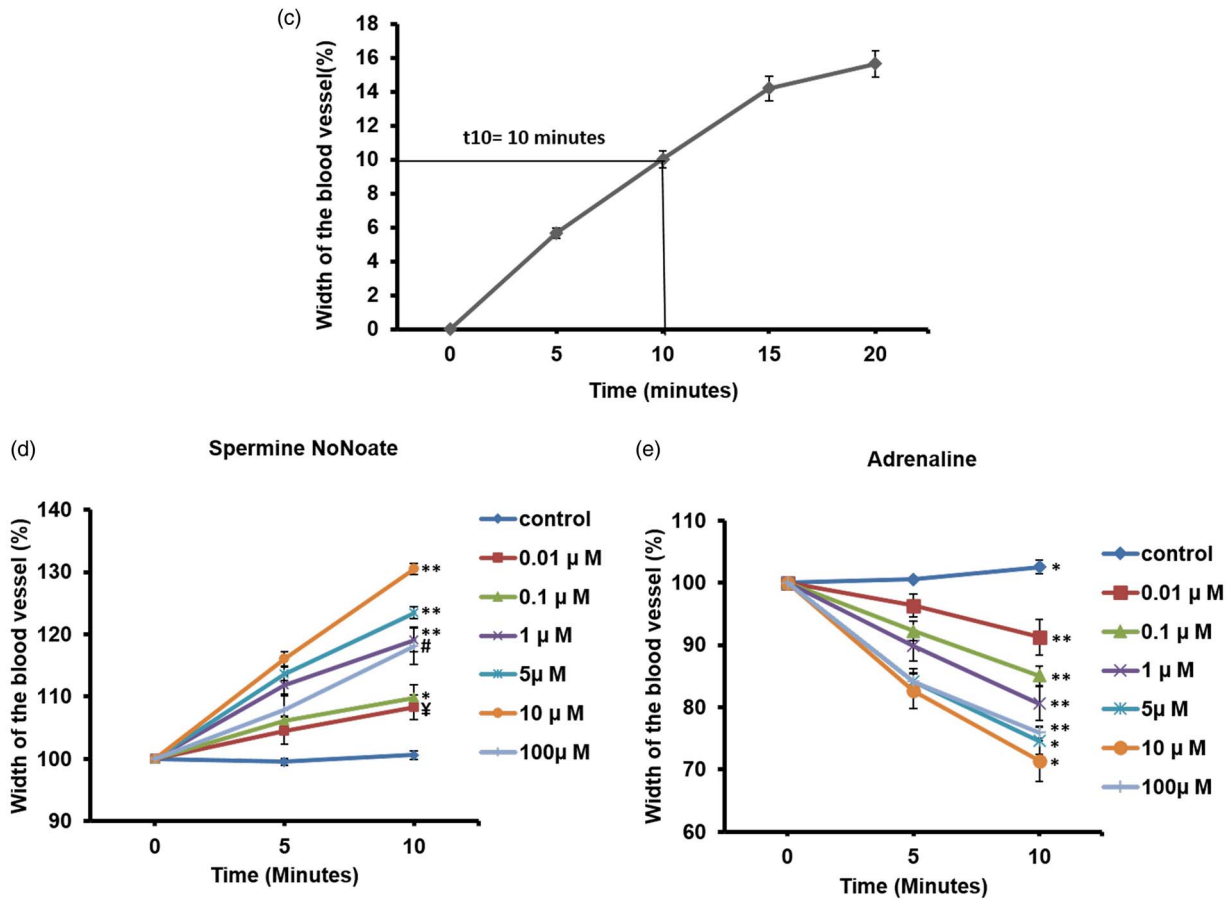 (c)
18
16
14
12
10
8
6
4
2
0
Width of the blood vessel(%)
t10= 10 minutes
0 5 10 15 20
Time (minutes)
(d)
Spermine NoNoate
140
130
120
110
100
90
Width of the blood vessel (%)
**
**
**
#
*
¥
0 5 10
Time (Minutes)
control
0.01 µ M
0.1 µ M
1 µ M
5µ M
10 µ M
100µ M
(e)
Adrenaline
110
100
90
80
70
60
Width of the blood vessel (%)
*
**
**
**
**
*
*
0 5 10
Time (Minutes)
control
0.01 µ M
0.1 µ M
1 µ M
5µ M
10 µ M
100µ M